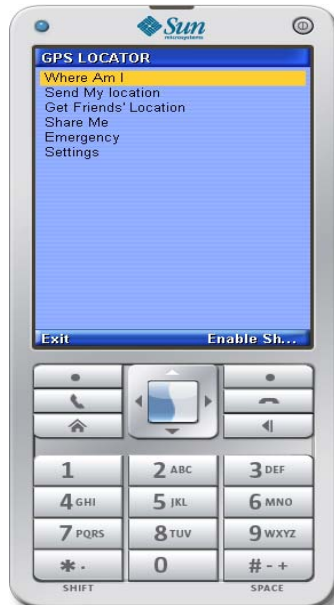 Sun
microsystems
GPS LOCATOR
Where Am I
Send My location
Get Friends' Location
Share Me
Emergency
Settings
Exit Enable Sh...
1 2 ABC 3 DEF
4 GHI 5 JKL 6 MNO
7 PQRS 8 TUV 9 WXYZ
* . 0 # - +
SHIFT SPACE